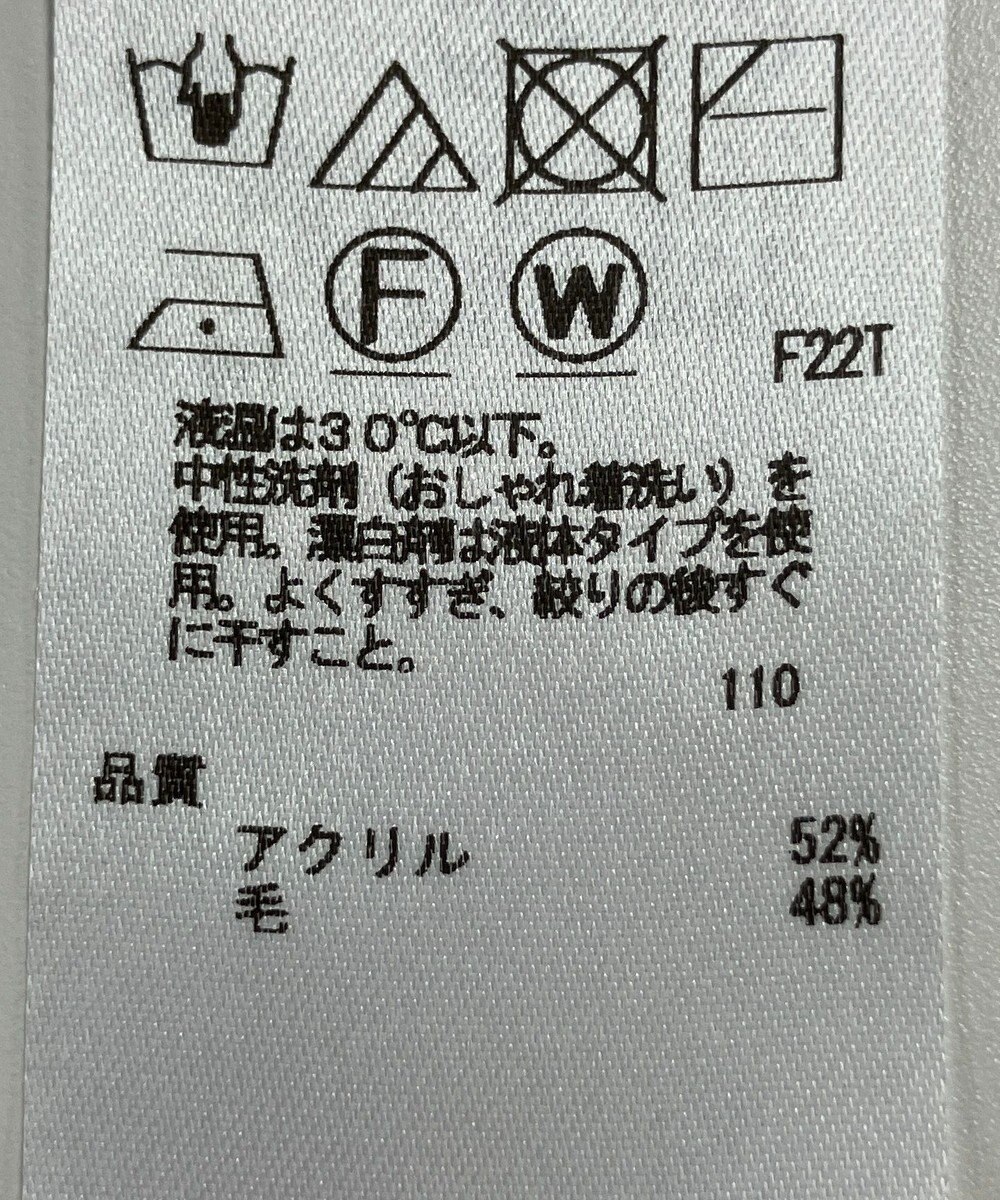 F
W
F22T
液温は30℃以下。
中性洗剤(おしゃれ着洗い)を
使用。漂白剤は液体タイプを使
用。よくすすぎ、絞りの後すぐ
に干すこと。
110
品質
アクリル 52%
毛 48%